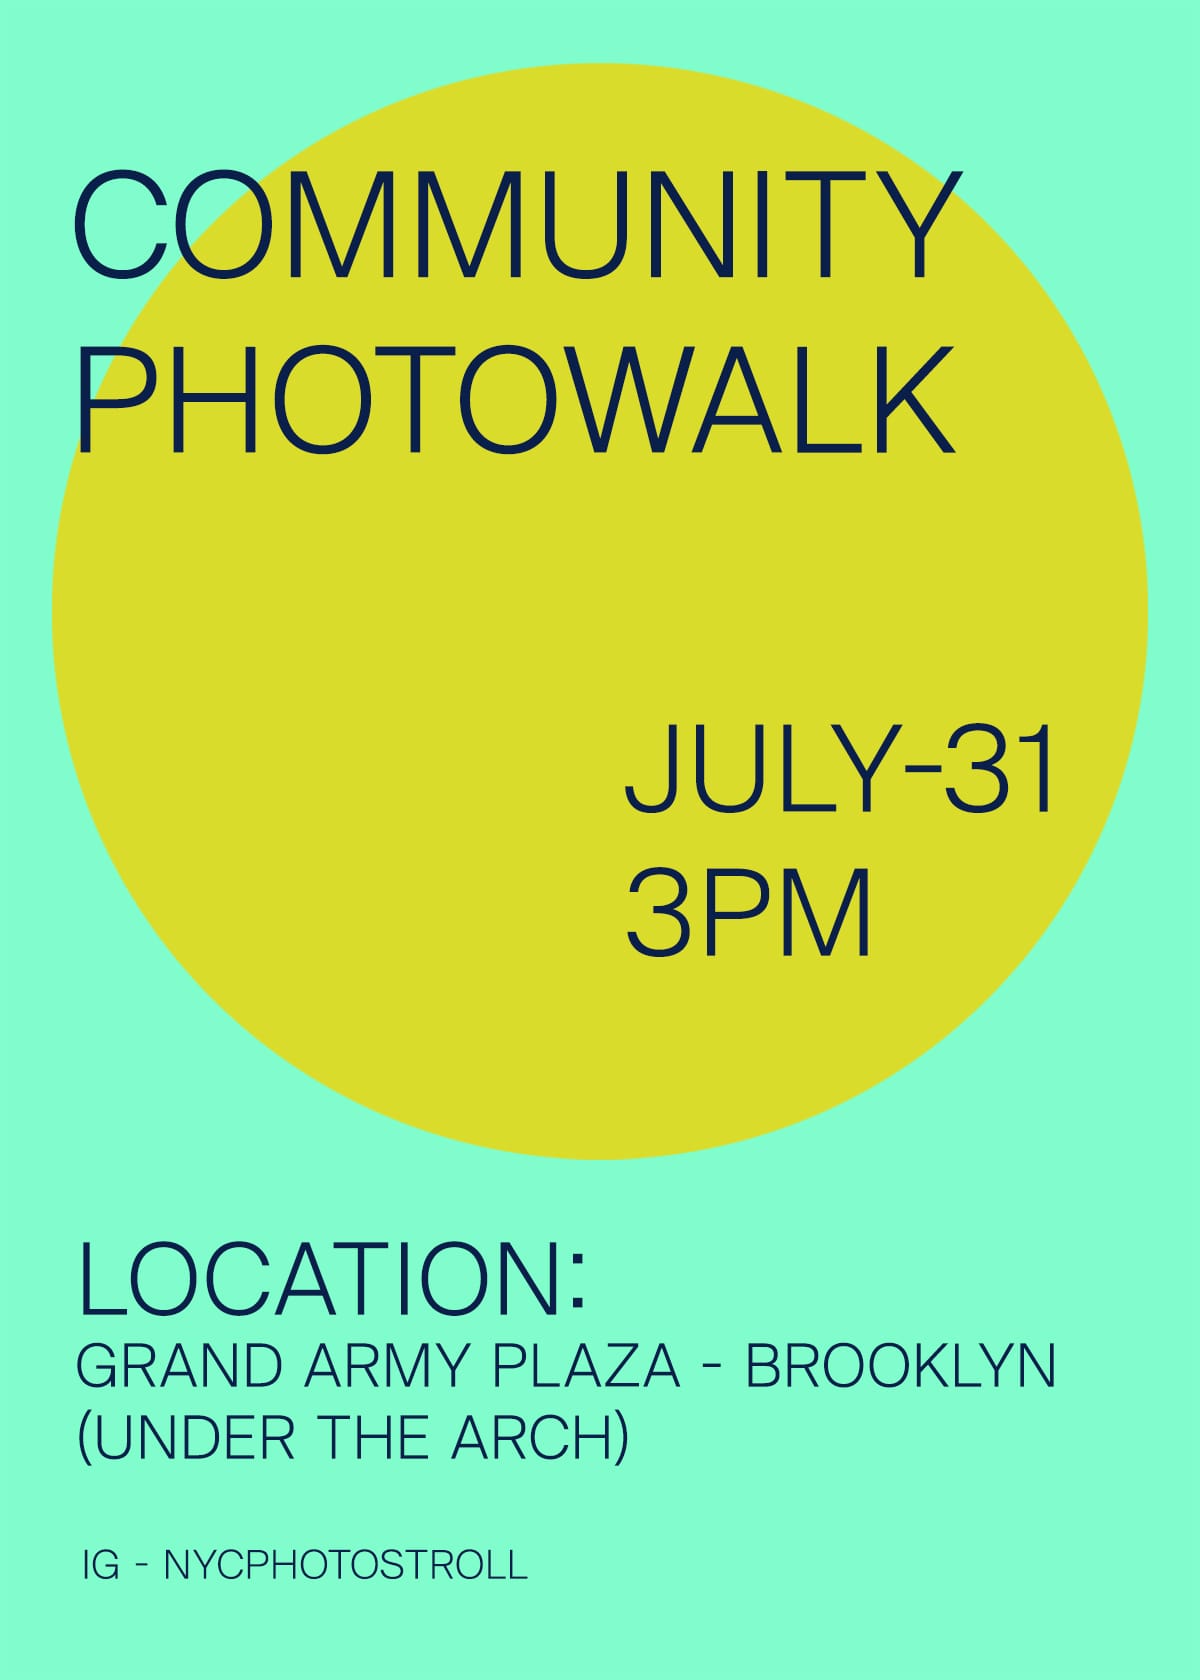 COMMUNITY
PHOTOWALK
JULY-31
3PM
LOCATION:
GRAND ARMY PLAZA - BROOKLYN
(UNDER THE ARCH)
IG - NYCPHOTOSTROLL